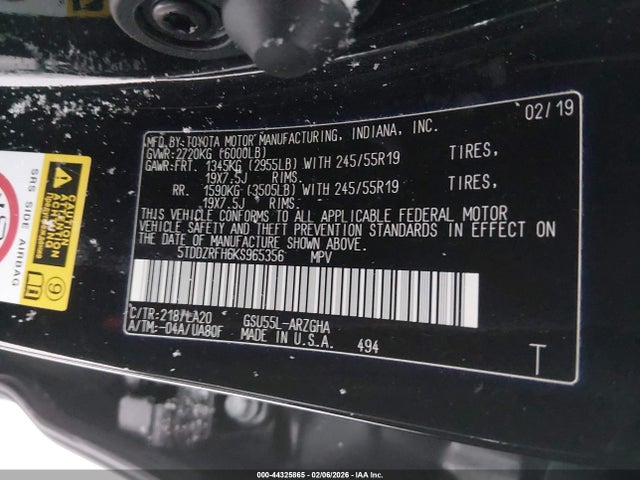 02/19
MFD.BY:TOYOTA MOTOR MANUFACTURING, INDIANA, INC.
GVWR:2720KG (6000LB)
GAWR:FRT. 1345KG (2955LB) WITH 245/55R19 TIRES,
19X7.5J RIMS.
RR. 1590KG (3505LB) WITH 245/55R19 TIRES,
19X7.5J RIMS.
THIS VEHICLE CONFORMS TO ALL APPLICABLE FEDERAL MOTOR
VEHICLE SAFETY AND THEFT PREVENTION STANDARDS IN EFFECT
ON THE DATE OF MANUFACTURE SHOWN ABOVE.
5TDDZRFH6KS965356 MPV
C/TR:218/LA20 GSU55L-ARZGHA
A/TM:-04A/UA80F MADE IN U.S.A. 494
T
SRS SIDE AIRBAG
CAUTION
9
000-44325865 - 02/06/2026 - IAA Inc.